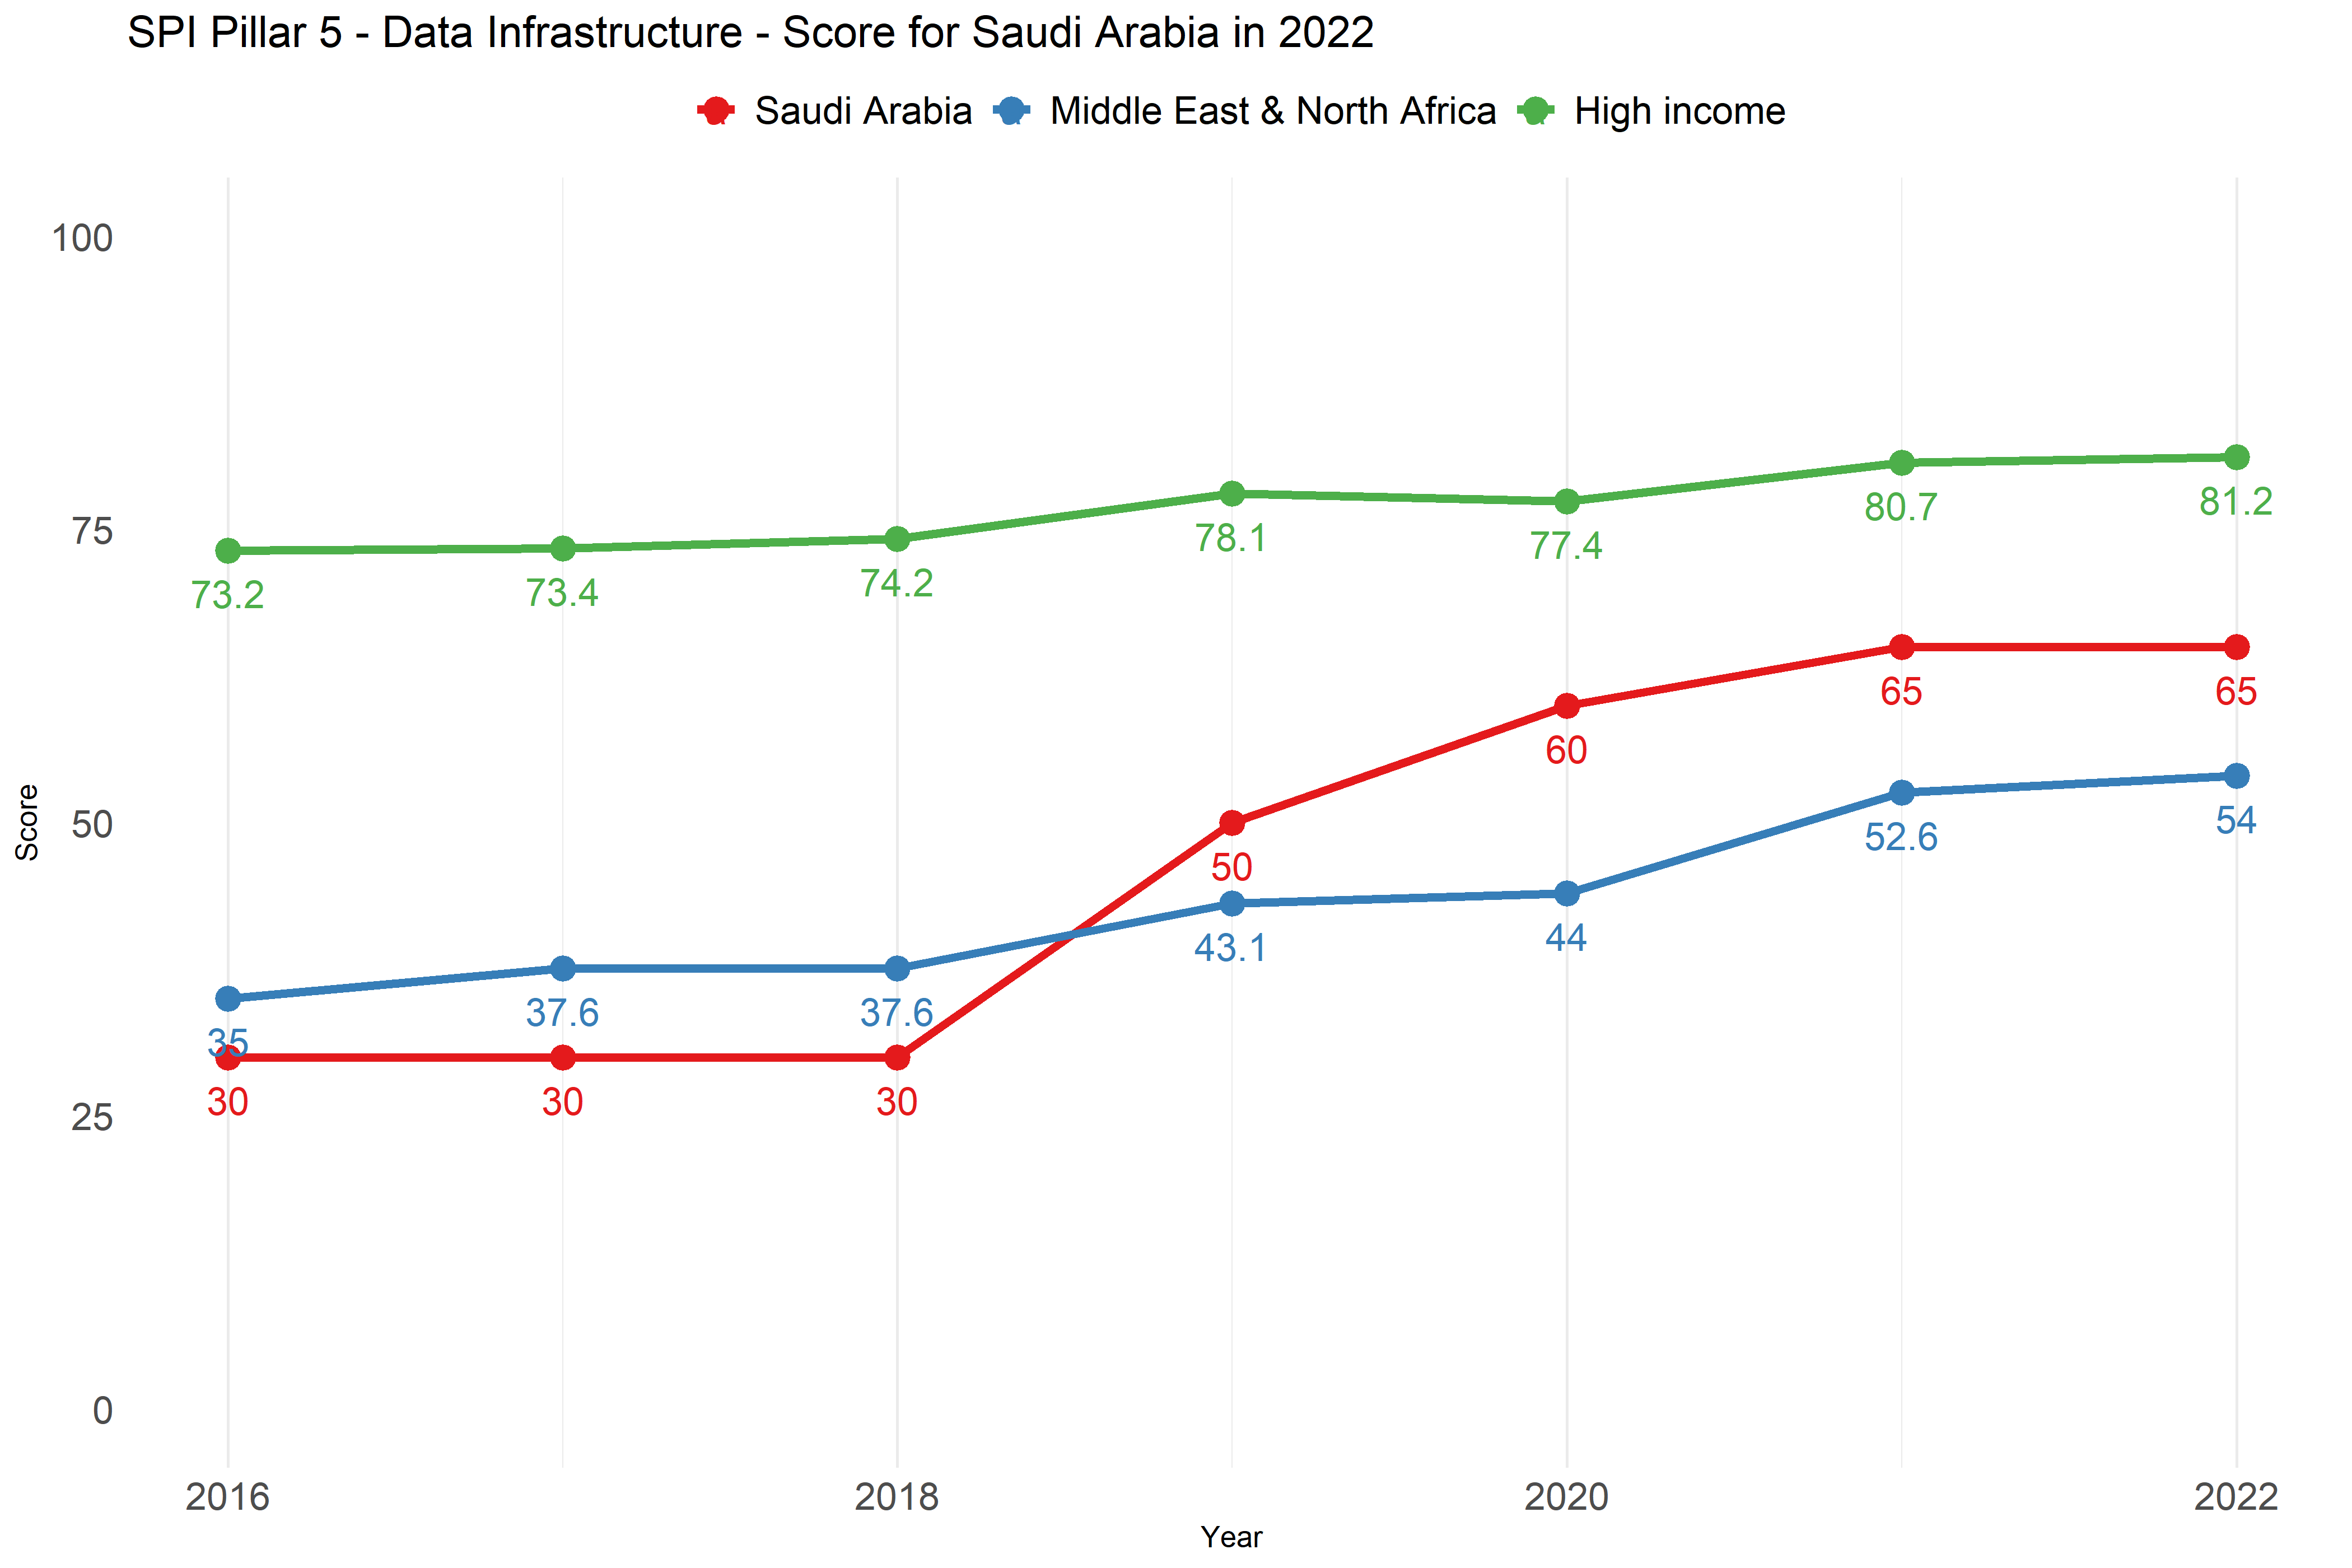 SPI Pillar 5 - Data Infrastructure - Score for Saudi Arabia in 2022
Saudi Arabia Middle East & North Africa High income
100
75
50
25
0
Score
73.2 73.4 74.2 78.1 77.4 80.7 81.2
30 30 30 50 60 65 65
35 37.6 37.6 43.1 44 52.6 54
2016 2018 2020 2022
Year